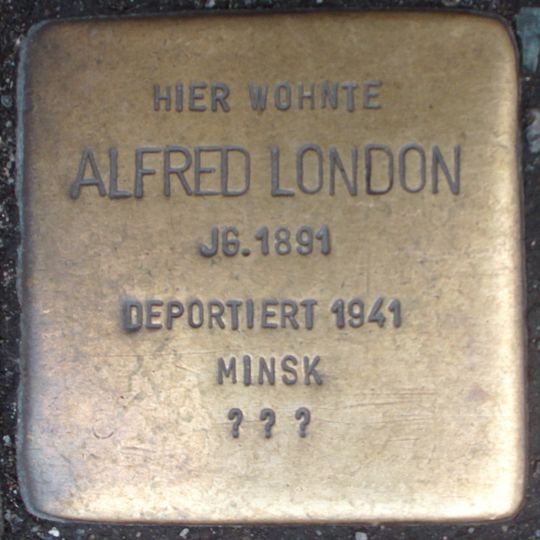 HIER WOHNTE
ALFRED LONDON
JG. 1891
DEPORTIERT 1941
MINSK
? ? ?